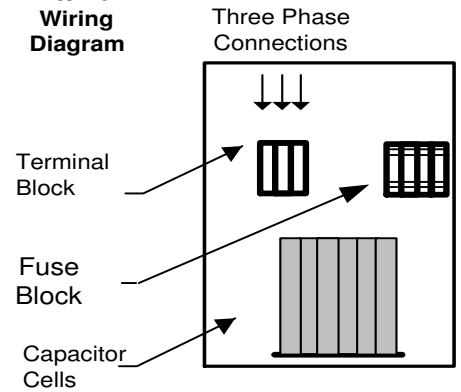 Wiring
Diagram
Three Phase
Connections
Terminal
Block
Fuse
Block
Capacitor
Cells